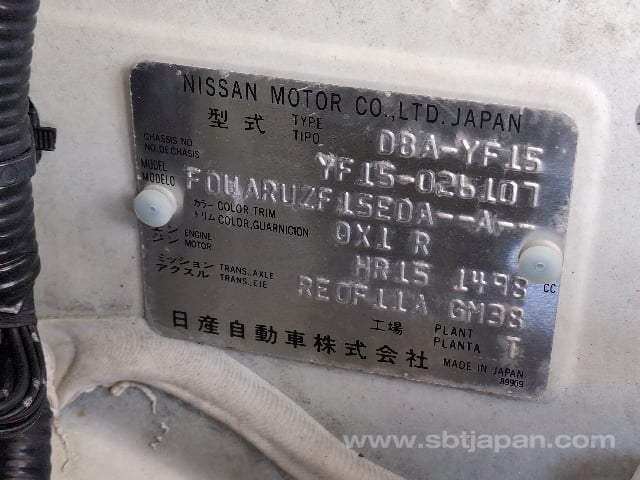 NISSAN MOTOR CO.,LTD.JAPAN
型式 TYPE TIPO DBA-YF15
CHASSIS NO. NO.DECHASIS YF15-026107
MODEL MODELO FDWARUZF15EDA--A--
カラー COLOR,TRIM トリム COLOR,GUARNICION QX1 R
エンジン ENGINE MOTOR HR15 1498 CC
ミッション TRANS.,AXLE アクスル TRANS.,EJE RE0F11A GM38
工場 PLANT PLANTA T
日産自動車株式会社 MADE IN JAPAN
89909
www.sbtjapan.com